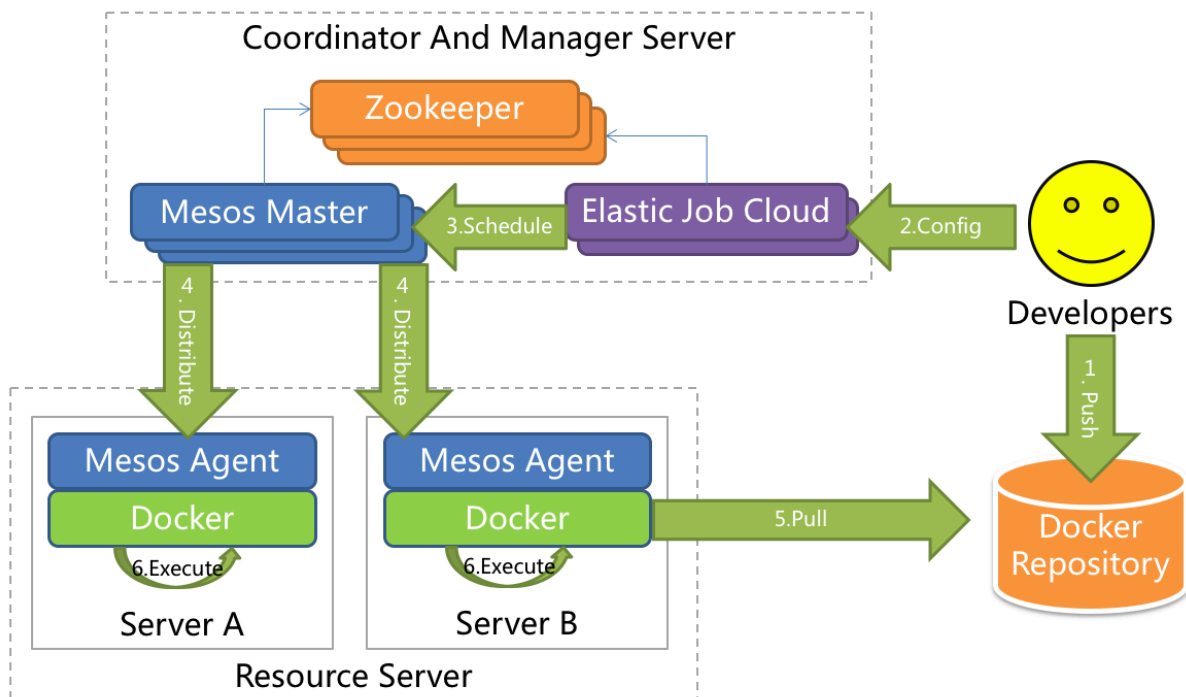 Coordinator And Manager Server
Zookeeper
Mesos Master
3.Schedule
Elastic Job Cloud
2.Config
Developers
4. Distribute
4. Distribute
1. Push
Mesos Agent
Docker
6.Execute
Server A
Mesos Agent
Docker
6.Execute
Server B
5.Pull
Docker
Repository
Resource Server